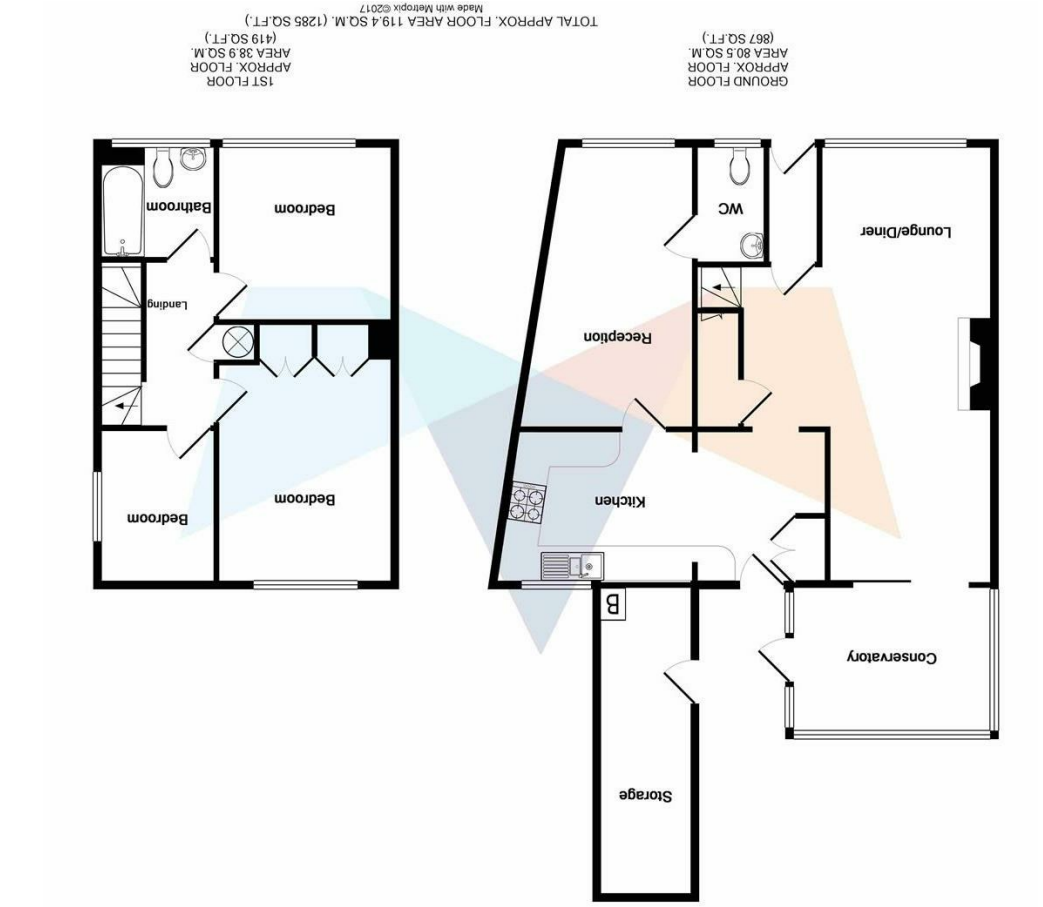 Storage
Conservatory
B
Kitchen
Reception
Lounge/Diner
WC
GROUND FLOOR
APPROX. FLOOR
AREA 80.5 SQ.M.
(867 SQ.FT.)
Bedroom
Bedroom
Landing
Bedroom
Bathroom
1ST FLOOR
APPROX. FLOOR
AREA 38.9 SQ.M.
(419 SQ.FT.)
TOTAL APPROX. FLOOR AREA 119.4 SQ.M. (1285 SQ.FT.)
Made with Metropix ©2017